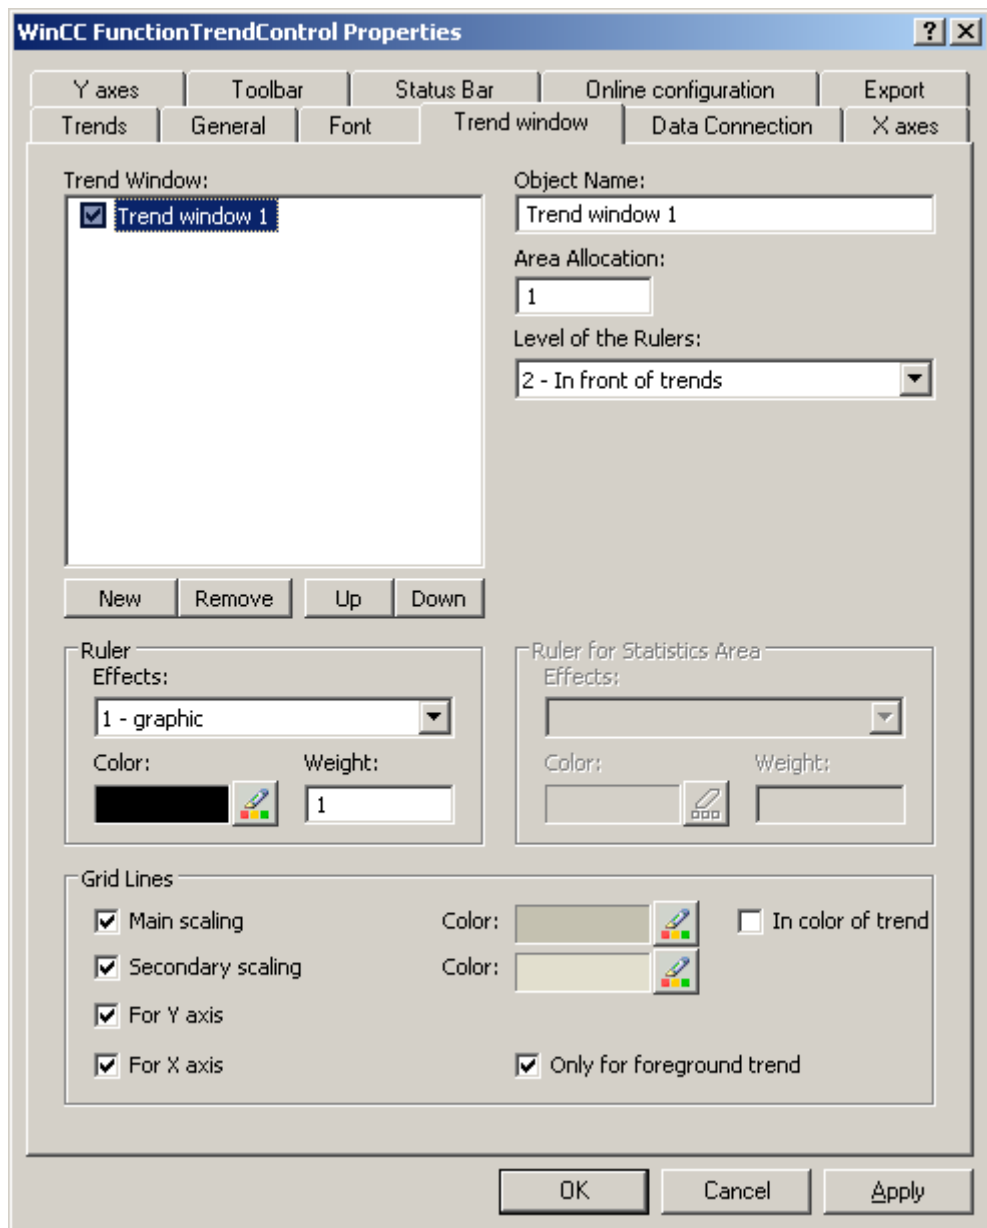 WinCC FunctionTrendControl Properties
Y axes Toolbar Status Bar Online configuration Export
Trends General Font Trend window Data Connection X axes
Trend Window:
Trend window 1
Object Name:
Trend window 1
Area Allocation:
1
Level of the Rulers:
2 - In front of trends
New Remove Up Down
Ruler
Effects:
1 - graphic
Color: Weight:
1
Ruler for Statistics Area
Effects:
Color: Weight:
Grid Lines
Main scaling Color: In color of trend
Secondary scaling Color:
For Y axis
For X axis Only for foreground trend
OK Cancel Apply